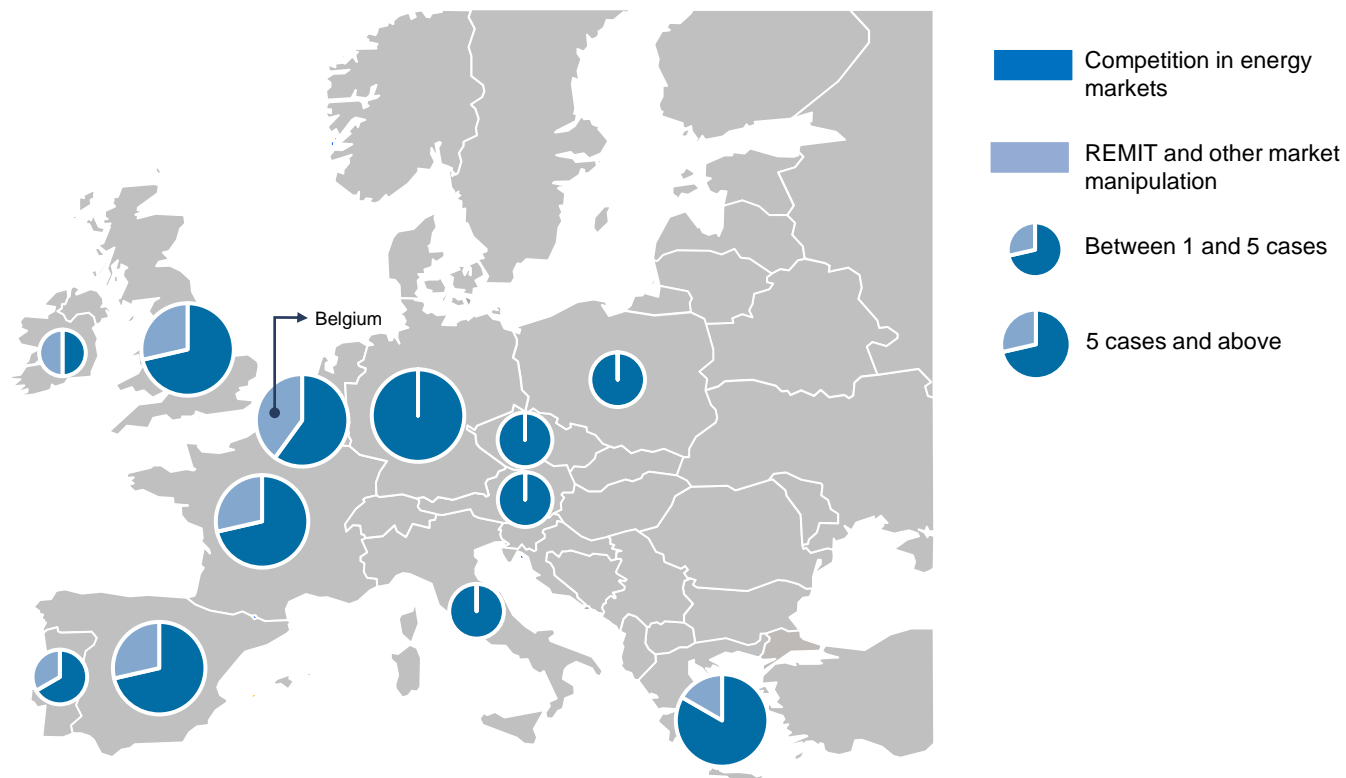 Competition in energy
markets
REMIT and other market
manipulation
Between 1 and 5 cases
Belgium
5 cases and above